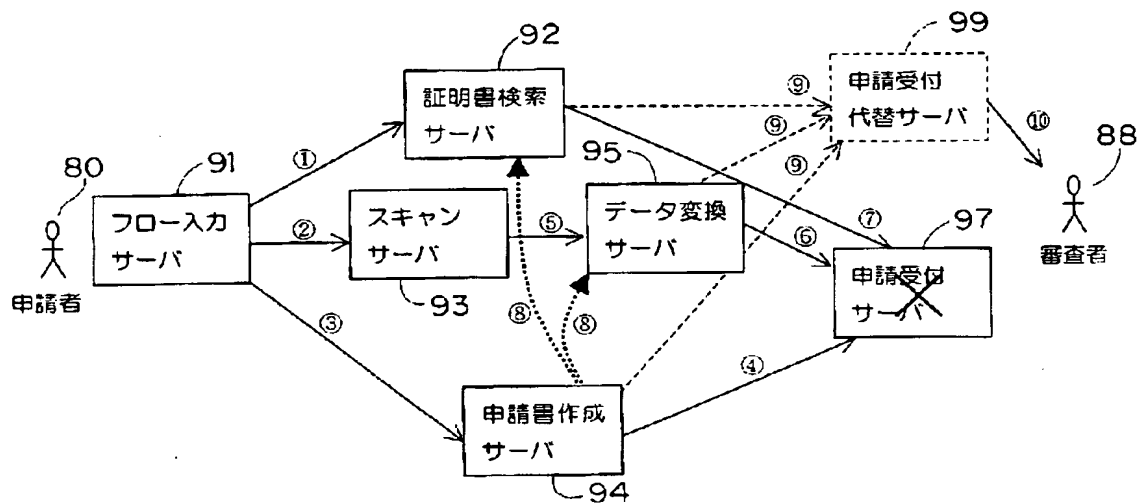 92
証明書検索
サーバ
99
申請受付
代替サーバ
⑨
⑨
⑨
⑩
88
審査者
80
申請者
91
フロー入力
サーバ
①
②
③
スキャン
サーバ
93
⑤
95
データ変換
サーバ
⑥
⑦
97
申請受付
サーバ
⑧
⑧
④
申請書作成
サーバ
94